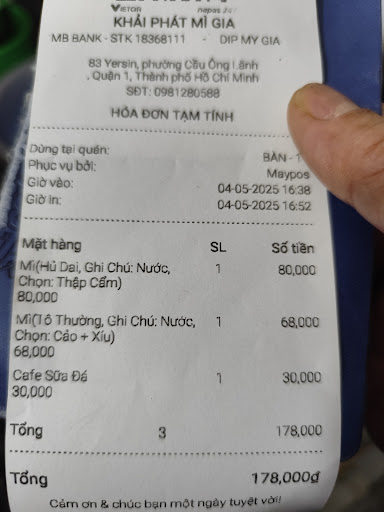 VIETQR napas 247
KHẢI PHÁT MÌ GIA
MB BANK - STK 18368111 - DIP MY GIA
83 Yersin, phường Cầu Ông Lãnh
, Quận 1, Thành phố Hồ Chí Minh
SĐT: 0981280588
HÓA ĐƠN TẠM TÍNH
Dùng tại quán: BÀN - 1
Phục vụ bởi: Maypos
Giờ vào: 04-05-2025 16:38
Giờ in: 04-05-2025 16:52
Mặt hàng SL Số tiền
Mì(Hủ Dai, Ghi Chú: Nước, 1 80,000
Chọn: Thập Cẩm)
80,000
Mì(Tô Thường, Ghi Chú: Nước, 1 68,000
Chọn: Cảo + Xíu)
68,000
Cafe Sữa Đá 1 30,000
30,000
Tổng 3 178,000
Tổng 178,000₫
Cảm ơn & chúc bạn một ngày tuyệt vời!